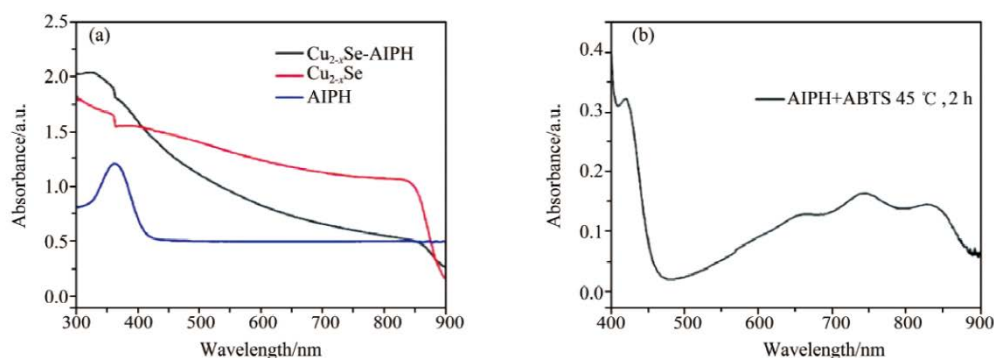 (a)
Cu2-xSe-AIPH
Cu2-xSe
AIPH
2.5
2.0
1.5
1.0
0.5
0.0
Absorbance/a.u.
300 400 500 600 700 800 900
Wavelength/nm
(b)
AIPH+ABTS 45 ℃, 2 h
0.4
0.3
0.2
0.1
0.0
Absorbance/a.u.
400 500 600 700 800 900
Wavelength/nm